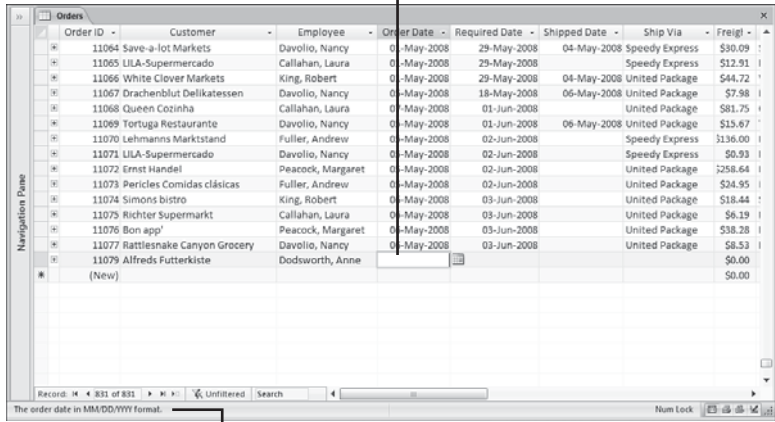 Orders
Order ID Customer Employee Order Date Required Date Shipped Date Ship Via Freigl
11064 Save-a-lot Markets Davolio, Nancy 01-May-2008 29-May-2008 04-May-2008 Speedy Express $30.09
11065 LILA-Supermercado Callahan, Laura 01-May-2008 29-May-2008 Speedy Express $12.91
11066 White Clover Markets King, Robert 01-May-2008 29-May-2008 04-May-2008 United Package $44.72
11067 Drachenblut Delikatessen Davolio, Nancy -May-2008 18-May-2008 06-May-2008 United Package $7.98
11068 Queen Cozinha Callahan, Laura -May-2008 01-Jun-2008 United Package $81.75
11069 Tortuga Restaurante Davolio, Nancy -May-2008 01-Jun-2008 06-May-2008 United Package $15.67
11070 Lehmanns Marktstand Fuller, Andrew -May-2008 02-Jun-2008 Speedy Express $136.00
11071 LILA-Supermercado Davolio, Nancy -May-2008 02-Jun-2008 Speedy Express $0.93
11072 Ernst Handel Peacock, Margaret -May-2008 02-Jun-2008 United Package $258.64
11073 Pericles Comidas clásicas Fuller, Andrew -May-2008 02-Jun-2008 United Package $24.95
11074 Simons bistro King, Robert 06-May-2008 03-Jun-2008 United Package $18.44
11075 Richter Supermarkt Callahan, Laura 06-May-2008 03-Jun-2008 United Package $6.19
11076 Bon app' Peacock, Margaret 06-May-2008 03-Jun-2008 United Package $38.28
11077 Rattlesnake Canyon Grocery Davolio, Nancy 06-May-2008 03-Jun-2008 United Package $8.53
11079 Alfreds Futterkiste Dodsworth, Anne $0.00
(New) $0.00
Navigation Pane
Record: 831 of 831 Unfiltered Search
The order date in MM/DD/YYYY format. Num Lock